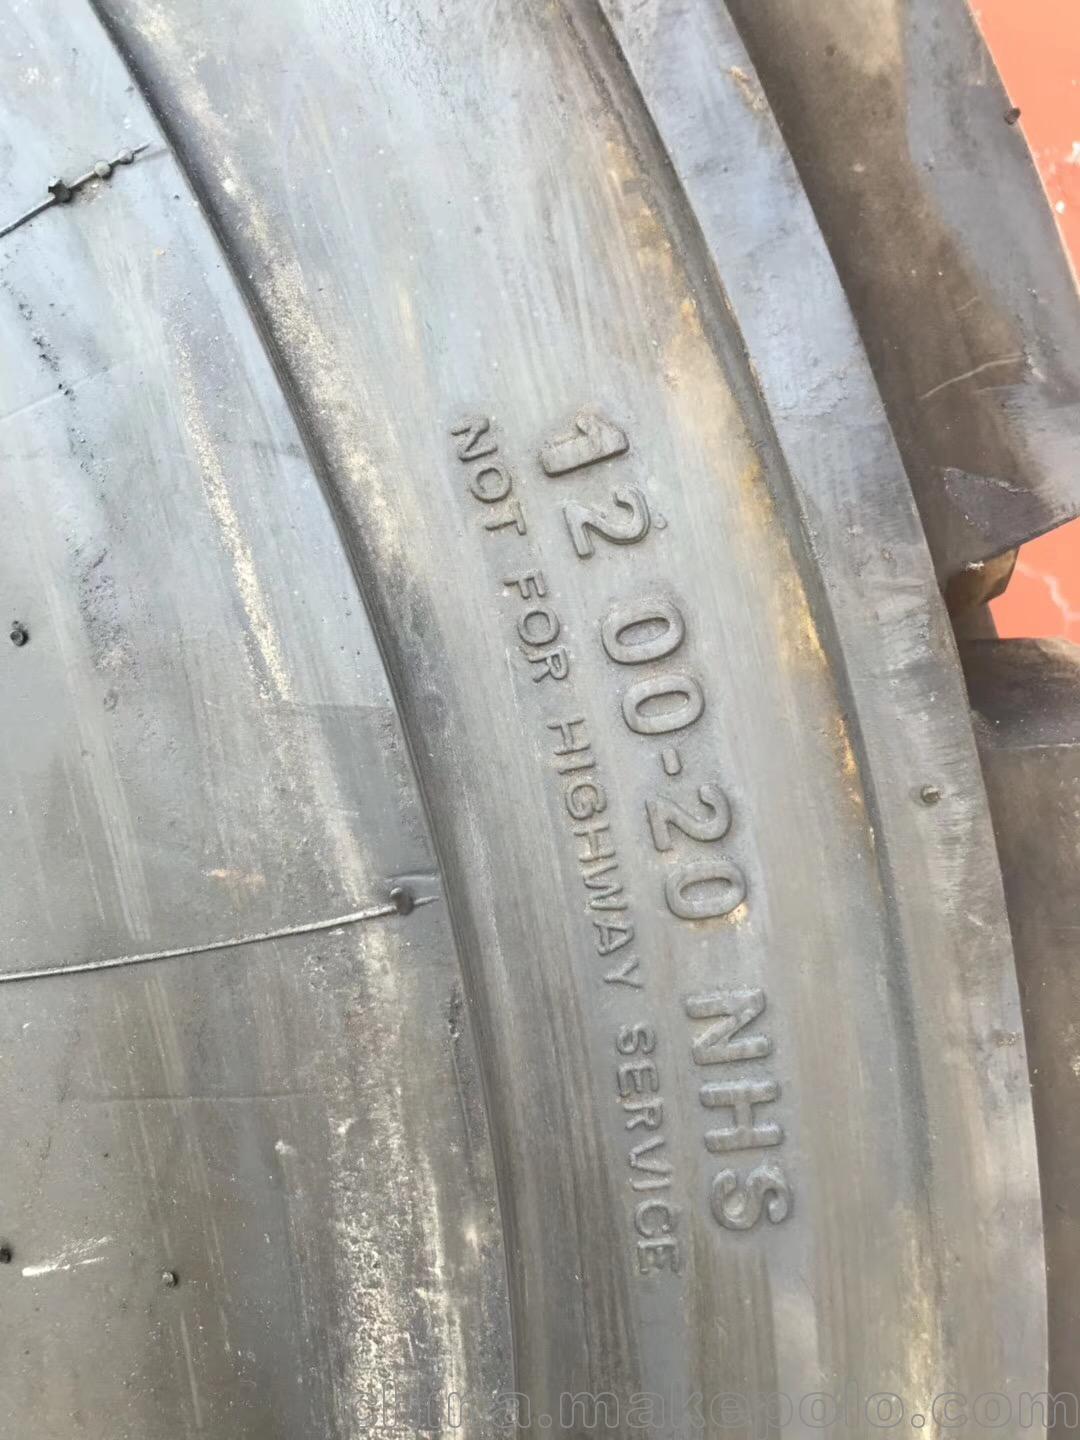 12 00-20 NHS
NOT FOR HIGHWAY SERVICE
china.makepolo.com